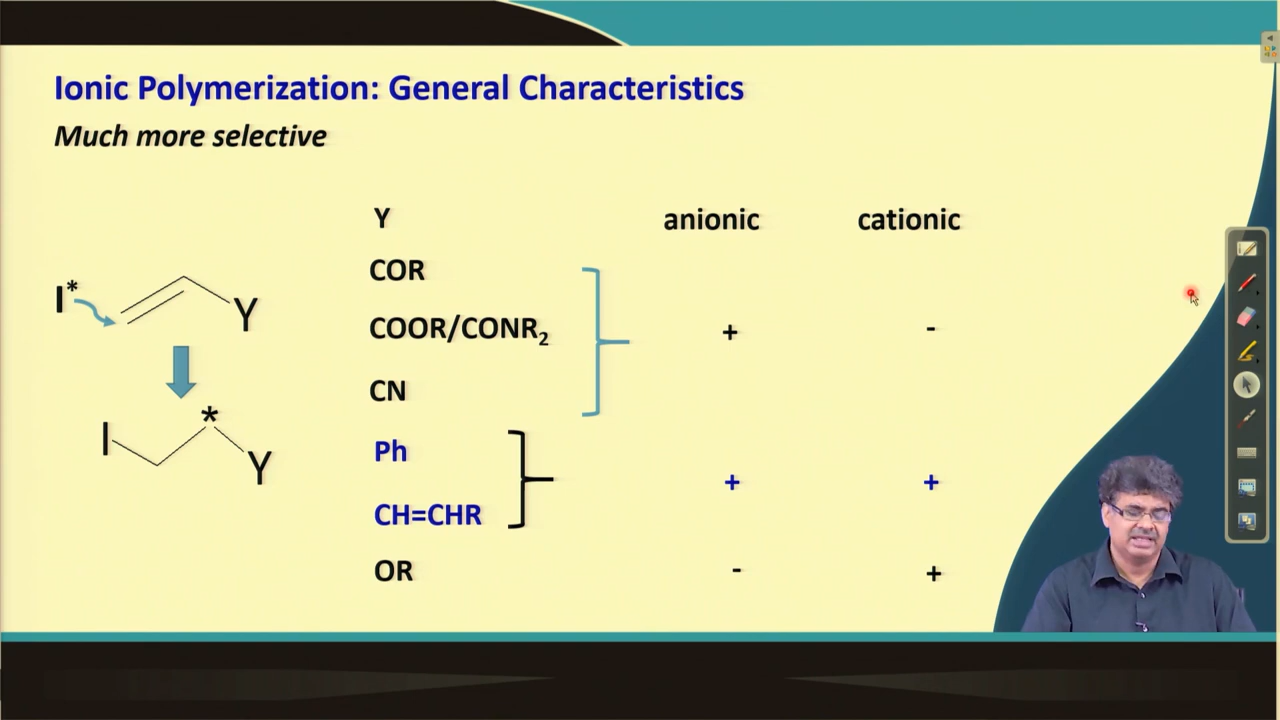 Ionic Polymerization: General Characteristics
Much more selective
Y anionic cationic
COR
I* Y
COOR/CONR₂ + -
CN
* I Y
Ph
+ +
CH=CHR
OR - +